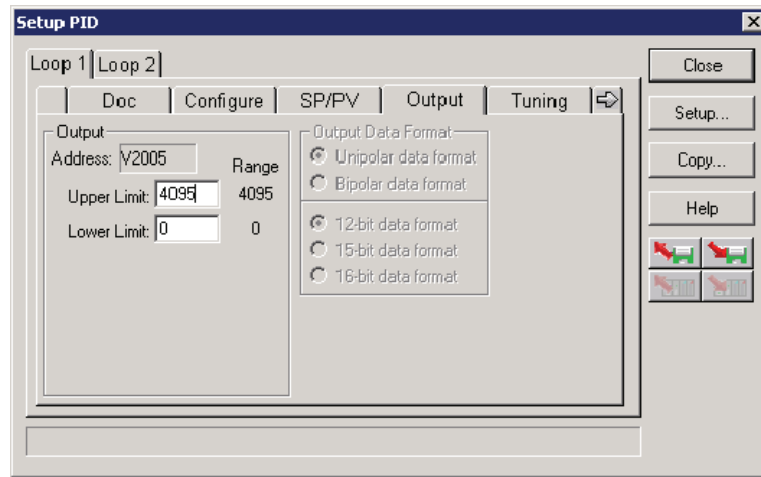 Setup PID
Loop 1 Loop 2
Doc Configure SP/PV Output Tuning
Output
Address: V2005
Range
Upper Limit: 4095 4095
Lower Limit: 0 0
Output Data Format
Unipolar data format
Bipolar data format
12-bit data format
15-bit data format
16-bit data format
Close
Setup...
Copy...
Help